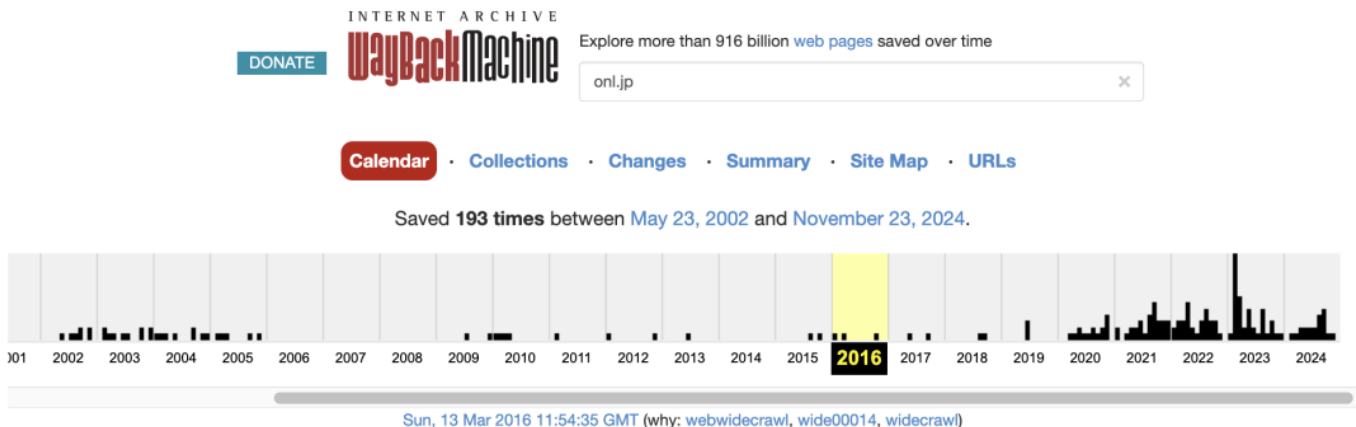 INTERNET ARCHIVE
DONATE
WayBackMachine
Explore more than 916 billion web pages saved over time
onl.jp ×
Calendar · Collections · Changes · Summary · Site Map · URLs
Saved 193 times between May 23, 2002 and November 23, 2024.
001 2002 2003 2004 2005 2006 2007 2008 2009 2010 2011 2012 2013 2014 2015 2016 2017 2018 2019 2020 2021 2022 2023 2024
Sun, 13 Mar 2016 11:54:35 GMT (why: webwidecrawl, wide00014, widecrawl)